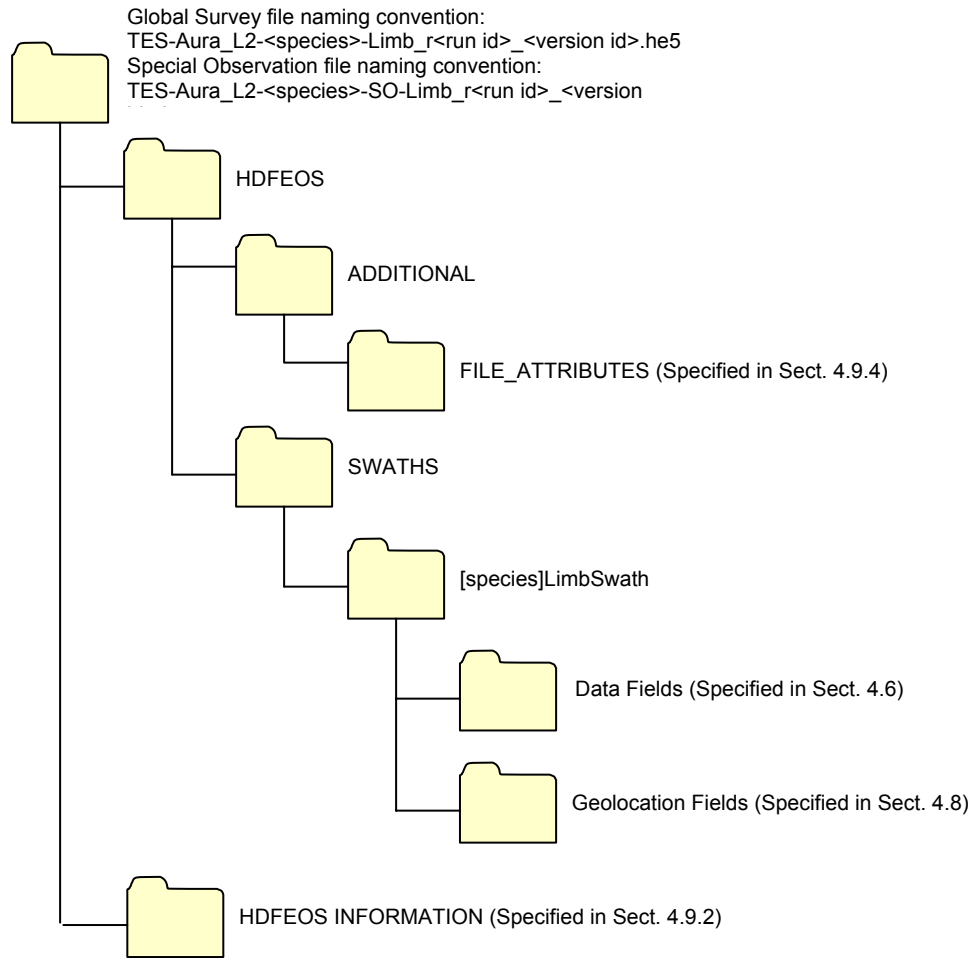 Global Survey file naming convention:
TES-Aura_L2-<species>-Limb_r<run id>_<version id>.he5
Special Observation file naming convention:
TES-Aura_L2-<species>-SO-Limb_r<run id>_<version
HDFEOS
ADDITIONAL
FILE_ATTRIBUTES (Specified in Sect. 4.9.4)
SWATHS
[species]LimbSwath
Data Fields (Specified in Sect. 4.6)
Geolocation Fields (Specified in Sect. 4.8)
HDFEOS INFORMATION (Specified in Sect. 4.9.2)